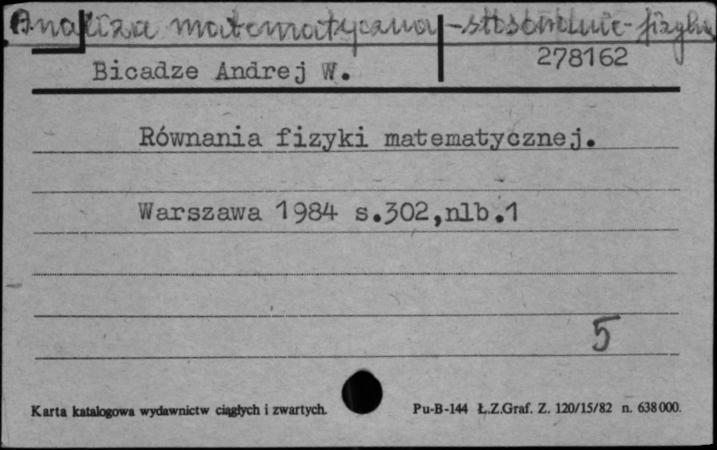 Analiza matematyczna - stosowanie - fizyka
278162
Bicadze Andrej W.
Równania fizyki matematycznej.
Warszawa 1984 s.302,nlb.1
5
Karta katalogowa wydawnictw ciągłych i zwartych.
Pu-B-144 Ł.Z.Graf. Z. 120/15/82 n. 638000.